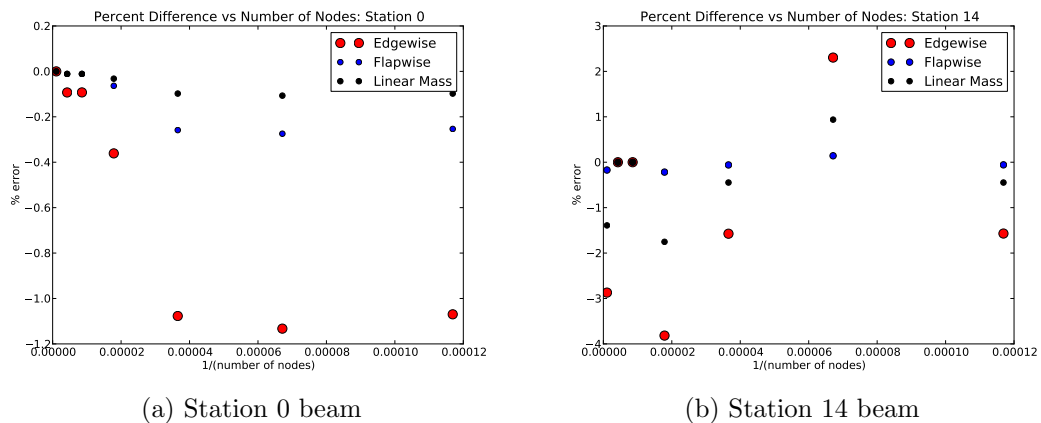 Percent Difference vs Number of Nodes: Station 0
0.2
0.0
−0.2
−0.4
−0.6
−0.8
−1.0
−1.2
% error
Edgewise
Flapwise
Linear Mass
0.00000 0.00002 0.00004 0.00006 0.00008 0.00010 0.00012
1/(number of nodes)
(a) Station 0 beam
Percent Difference vs Number of Nodes: Station 14
3
2
1
0
−1
−2
−3
−4
% error
Edgewise
Flapwise
Linear Mass
0.00000 0.00002 0.00004 0.00006 0.00008 0.00010 0.00012
1/(number of nodes)
(b) Station 14 beam